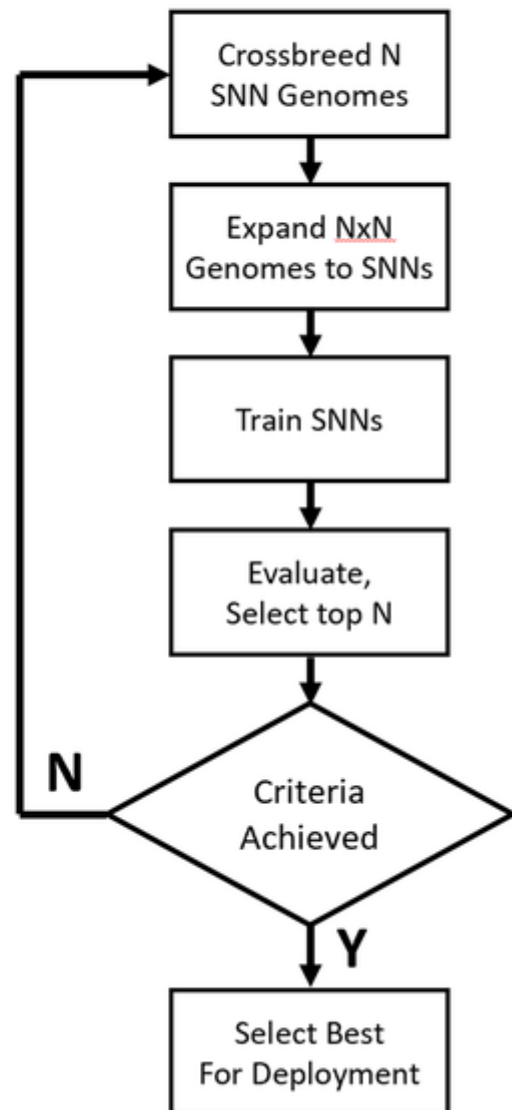 Crossbreed N
SNN Genomes
Expand NxN
Genomes to SNNs
Train SNNs
Evaluate,
Select top N
N
Criteria
Achieved
Y
Select Best
For Deployment